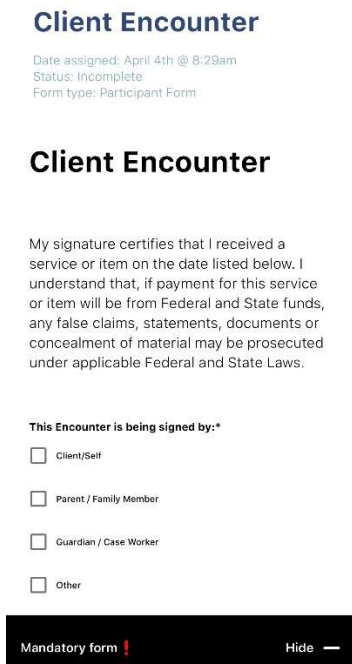 Client Encounter
Date assigned: April 4th @ 8:29am
Status: Incomplete
Form type: Participant Form
Client Encounter
My signature certifies that I received a
service or item on the date listed below. I
understand that, if payment for this service
or item will be from Federal and State funds,
any false claims, statements, documents or
concealment of material may be prosecuted
under applicable Federal and State Laws.
This Encounter is being signed by:*
Client/Self
Parent / Family Member
Guardian / Case Worker
Other
Mandatory form❗ Hide —